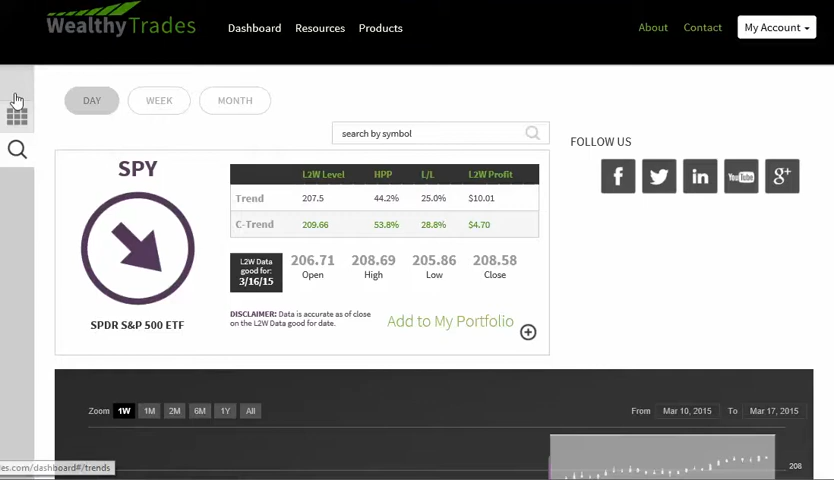 WealthyTrades
Dashboard Resources Products About Contact My Account
DAY WEEK MONTH
search by symbol
FOLLOW US
SPY
L2W Level HPP L/L L2W Profit
Trend 207.5 44.2% 25.0% $10.01
C-Trend 209.66 53.8% 28.8% $4.70
L2W Data
good for:
3/16/15
206.71 208.69 205.86 208.58
Open High Low Close
SPDR S&P 500 ETF
DISCLAIMER: Data is accurate as of close
on the L2W Data good for date.
Add to My Portfolio
f in You Tube g+
Zoom 1W 1M 2M 6M 1Y All From Mar 10, 2015 To Mar 17, 2015
208
des.com/dashboard#/trends